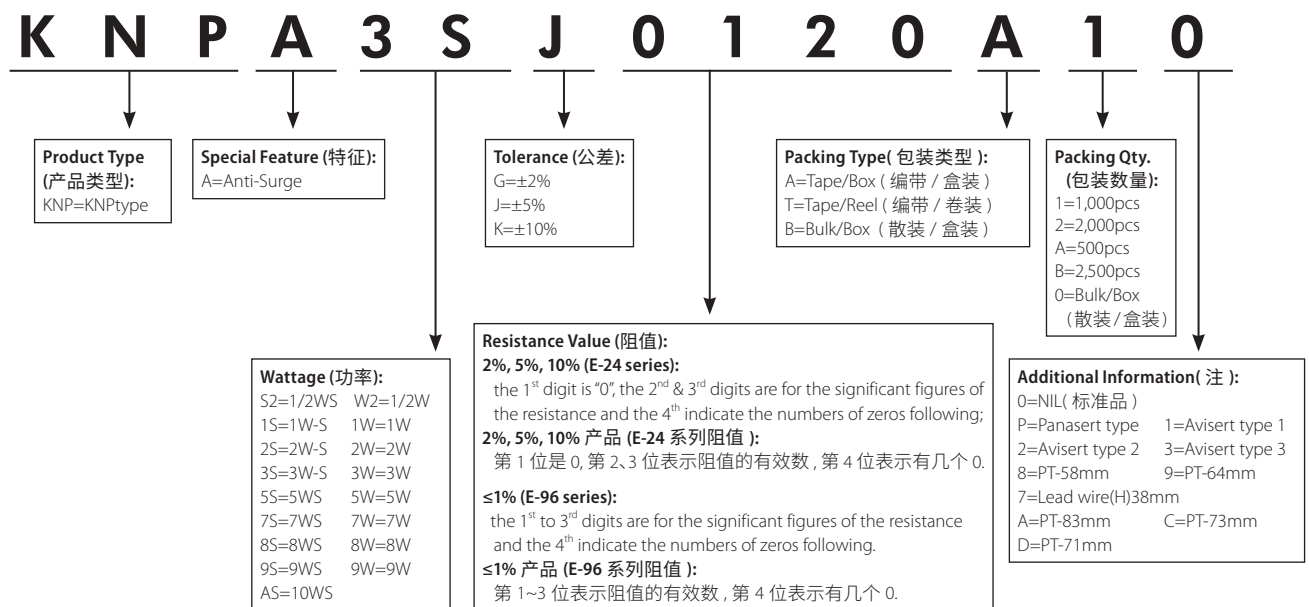 K N P A 3 S J 0 1 2 0 A 1 0
Product Type
(产品类型):
KNP=KNPtype
Special Feature (特征):
A=Anti-Surge
Tolerance (公差):
G=±2%
J=±5%
K=±10%
Packing Type( 包装类型 ):
A=Tape/Box ( 编带 / 盒装 )
T=Tape/Reel ( 编带 / 卷装 )
B=Bulk/Box ( 散装 / 盒装 )
Packing Qty.
(包装数量):
1=1,000pcs
2=2,000pcs
A=500pcs
B=2,500pcs
0=Bulk/Box
(散装/盒装)
Wattage (功率):
S2=1/2WS W2=1/2W
1S=1W-S 1W=1W
2S=2W-S 2W=2W
3S=3W-S 3W=3W
5S=5WS 5W=5W
7S=7WS 7W=7W
8S=8WS 8W=8W
9S=9WS 9W=9W
AS=10WS
Resistance Value (阻值):
2%, 5%, 10% (E-24 series):
the 1st digit is "0", the 2nd & 3rd digits are for the significant figures of
the resistance and the 4th indicate the numbers of zeros following;
2%, 5%, 10% 产品 (E-24 系列阻值 ):
第 1 位是 0, 第 2、3 位表示阻值的有效数 , 第 4 位表示有几个 0.
≤1% (E-96 series):
the 1st to 3rd digits are for the significant figures of the resistance
and the 4th indicate the numbers of zeros following.
≤1% 产品 (E-96 系列阻值 ):
第 1~3 位表示阻值的有效数 , 第 4 位表示有几个 0.
Additional Information( 注 ):
0=NIL( 标准品 )
P=Panasert type 1=Avisert type 1
2=Avisert type 2 3=Avisert type 3
8=PT-58mm 9=PT-64mm
7=Lead wire(H)38mm
A=PT-83mm C=PT-73mm
D=PT-71mm